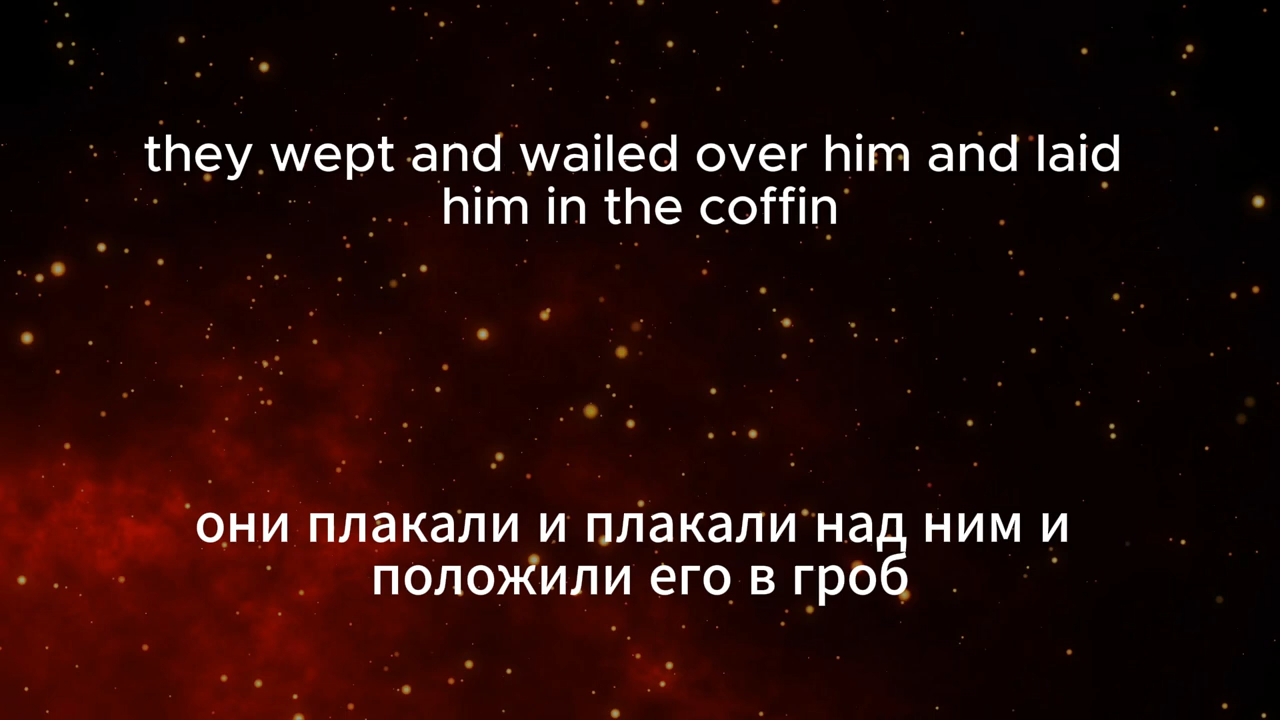 they wept and wailed over him and laid
him in the coffin
они плакали и плакали над ним и
положили его в гроб